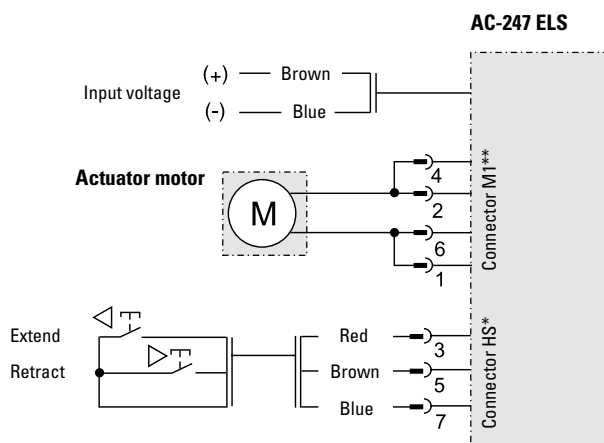 AC-247 ELS
(+) Brown
Input voltage
(-) Blue
Actuator motor
M
4
2
6
1
Connector M1**
Extend
Red
3
Retract
Brown
5
Blue
7
Connector HS*